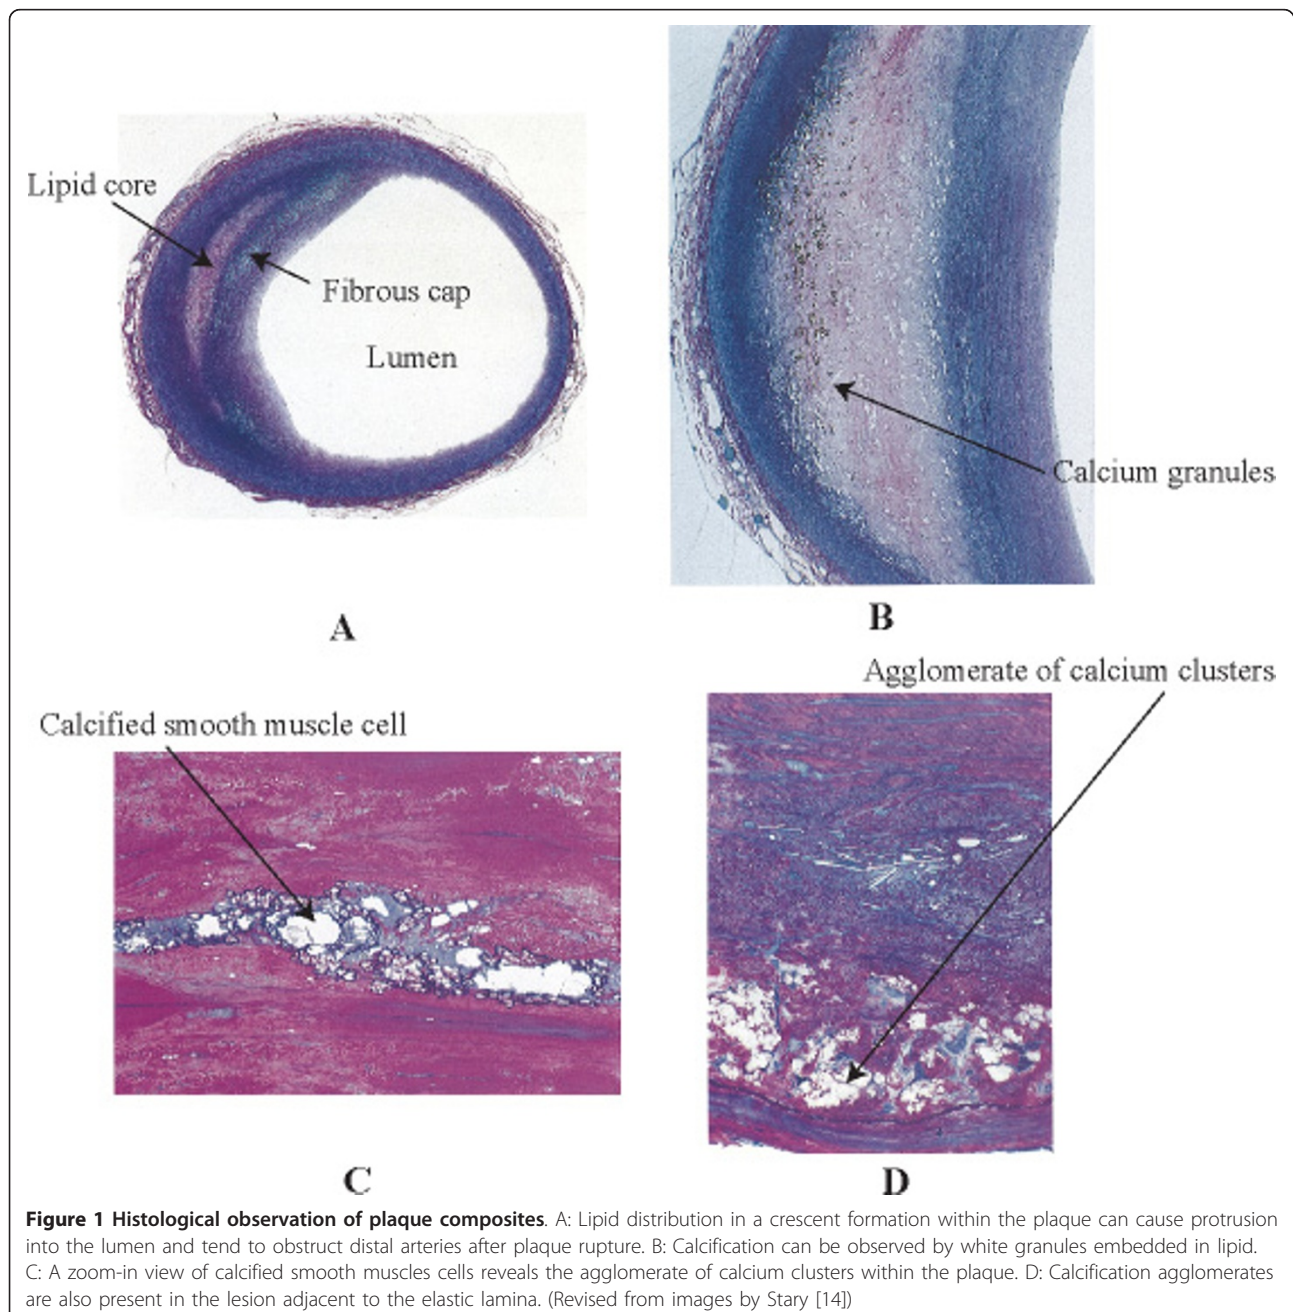 Lipid core
Fibrous cap
Lumen
Calcium granules
A
B
Agglomerate of calcium clusters
Calcified smooth muscle cell
C
D
Figure 1 Histological observation of plaque composites. A: Lipid distribution in a crescent formation within the plaque can cause protrusion
into the lumen and tend to obstruct distal arteries after plaque rupture. B: Calcification can be observed by white granules embedded in lipid.
C: A zoom-in view of calcified smooth muscles cells reveals the agglomerate of calcium clusters within the plaque. D: Calcification agglomerates
are also present in the lesion adjacent to the elastic lamina. (Revised from images by Stary [14])